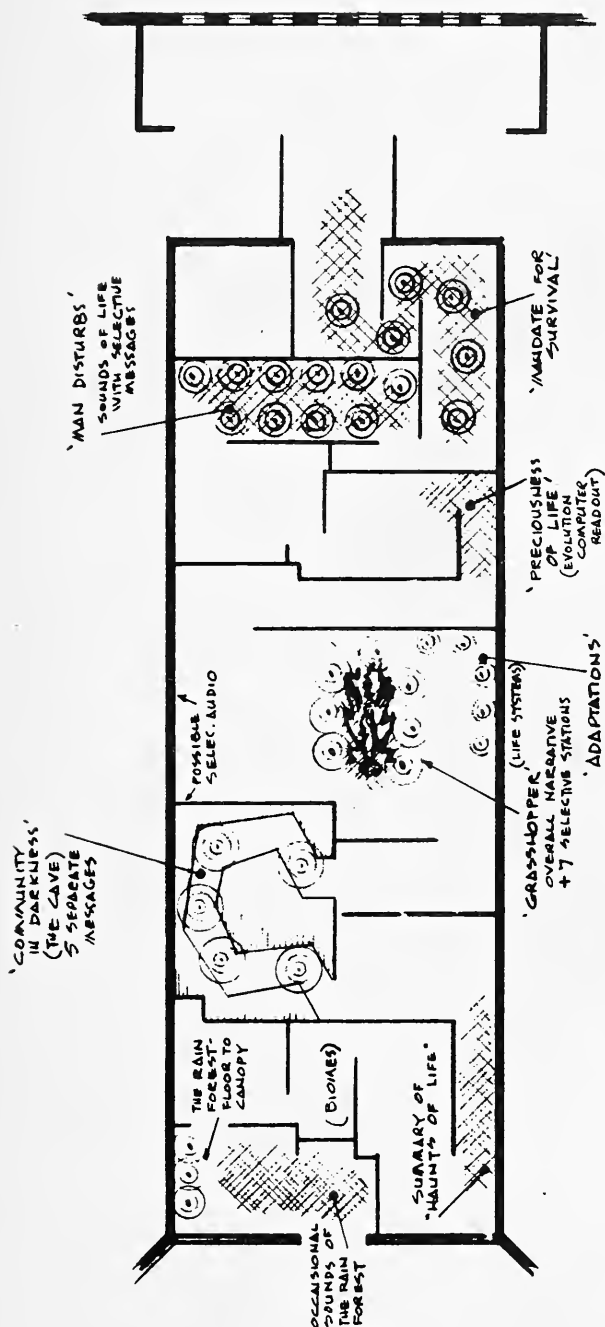 'MAN DISTURBS'
SOUNDS OF LIFE
WITH SELECTIVE
MESSAGES
'MANDATE FOR
SURVIVAL'
'PRECIOUSNESS
OF LIFE'
(EVOLUTION
COMPUTER
READOUT)
POSSIBLE
SELEC. AUDIO
(LIFE SYSTEMS)
'ADAPTATIONS'
'GRASSHOPPER'
OVERALL NARRATIVE
+7 SELECTIVE STATIONS
'COMMUNITY
IN DARKNESS'
(THE CAVE)
5 SEPARATE
MESSAGES
THE RAIN
FOREST-
FLOOR TO
CANOPY
(BIOMES)
SUMMARY OF
"HAUNTS OF LIFE"
OCCAISIONAL
SOUNDS OF
THE RAIN
FOREST